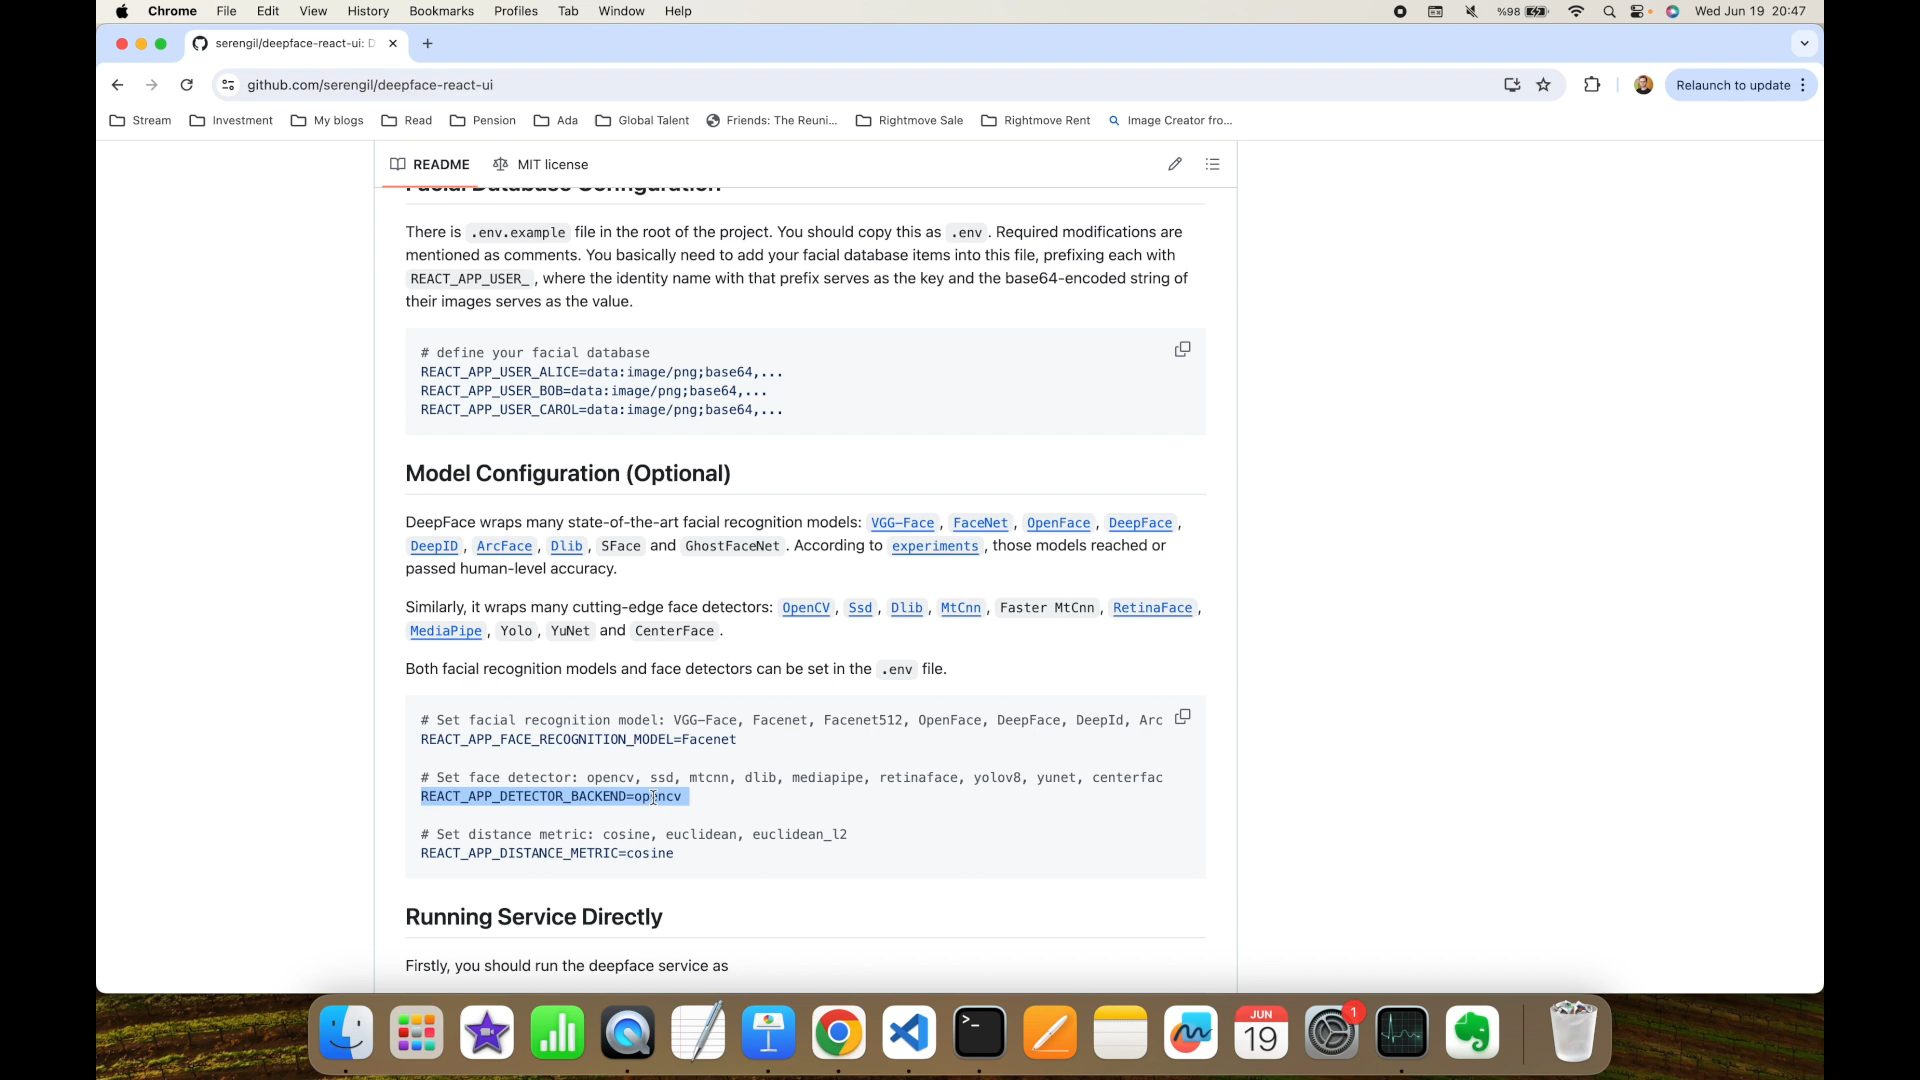 Chrome File Edit View History Bookmarks Profiles Tab Window Help %98 Wed Jun 19 20:47
serengil/deepface-react-ui: D
github.com/serengil/deepface-react-ui Relaunch to update
Stream Investment My blogs Read Pension Ada Global Talent Friends: The Reuni... Rightmove Sale Rightmove Rent Image Creator fro...
README MIT license
Facial Database Configuration
There is .env.example file in the root of the project. You should copy this as .env. Required modifications are
mentioned as comments. You basically need to add your facial database items into this file, prefixing each with
REACT_APP_USER_, where the identity name with that prefix serves as the key and the base64-encoded string of
their images serves as the value.
# define your facial database
REACT_APP_USER_ALICE=data:image/png;base64,...
REACT_APP_USER_BOB=data:image/png;base64,...
REACT_APP_USER_CAROL=data:image/png;base64,...
Model Configuration (Optional)
DeepFace wraps many state-of-the-art facial recognition models: VGG-Face, FaceNet, OpenFace, DeepFace,
DeepID, ArcFace, Dlib, SFace and GhostFaceNet. According to experiments, those models reached or
passed human-level accuracy.
Similarly, it wraps many cutting-edge face detectors: OpenCV, Ssd, Dlib, MtCnn, Faster MtCnn, RetinaFace,
MediaPipe, Yolo, YuNet and CenterFace.
Both facial recognition models and face detectors can be set in the .env file.
# Set facial recognition model: VGG-Face, Facenet, Facenet512, OpenFace, DeepFace, DeepId, Arc
REACT_APP_FACE_RECOGNITION_MODEL=Facenet
# Set face detector: opencv, ssd, mtcnn, dlib, mediapipe, retinaface, yolov8, yunet, centerfac
REACT_APP_DETECTOR_BACKEND=opencv
# Set distance metric: cosine, euclidean, euclidean_l2
REACT_APP_DISTANCE_METRIC=cosine
Running Service Directly
Firstly, you should run the deepface service as
JUN
19
1